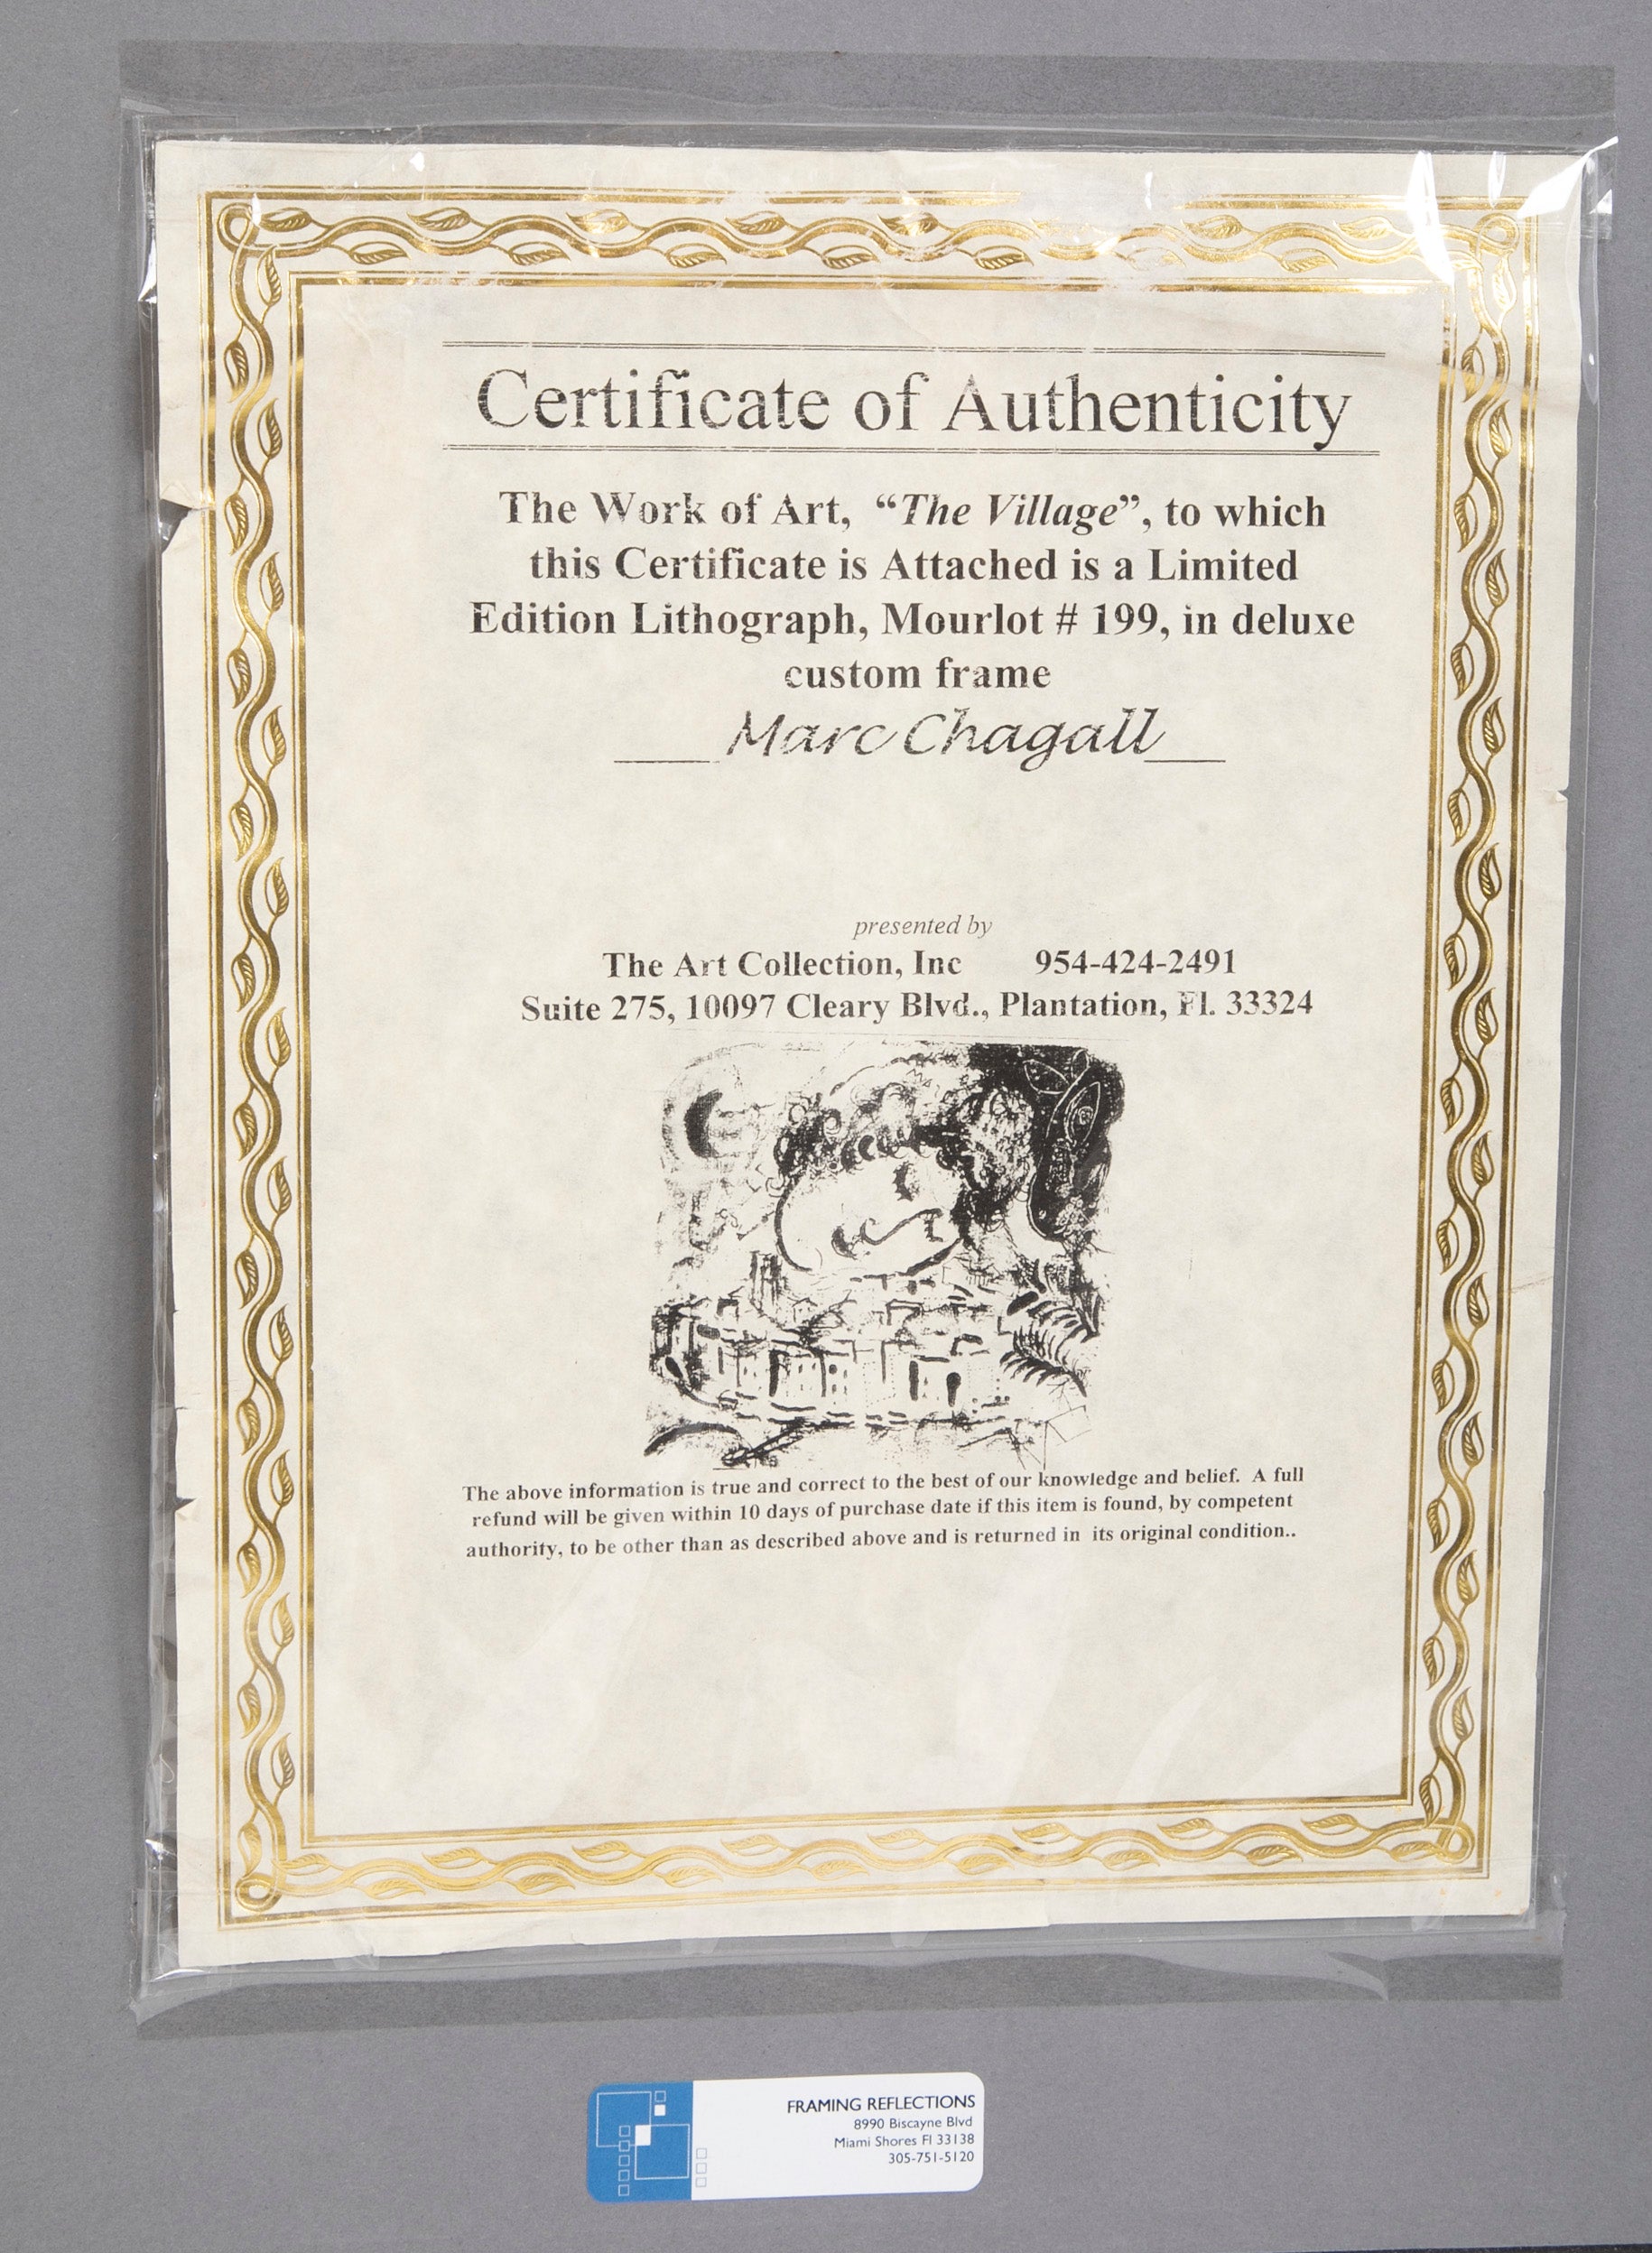 Certificate of Authenticity
The Work of Art, “The Village”, to which
this Certificate is Attached is a Limited
Edition Lithograph, Mourlot # 199, in deluxe
custom frame
Marc Chagall
presented by
The Art Collection, Inc 954-424-2491
Suite 275, 10097 Cleary Blvd., Plantation, Fl. 33324
The above information is true and correct to the best of our knowledge and belief. A full
refund will be given within 10 days of purchase date if this item is found, by competent
authority, to be other than as described above and is returned in its original condition..
FRAMING REFLECTIONS
8990 Biscayne Blvd
Miami Shores Fl 33138
305-751-5120